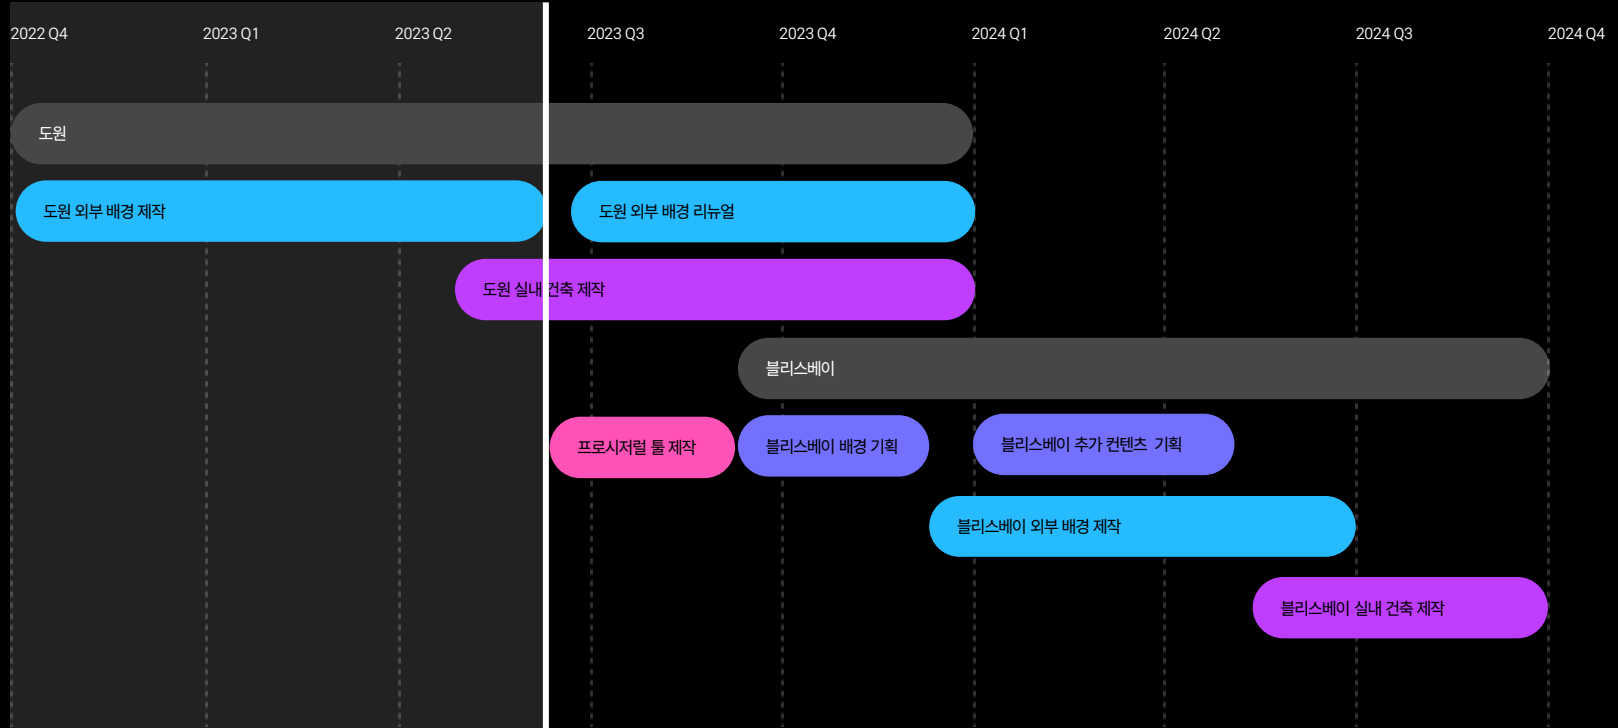 2022 Q4
2023 Q1
2023 Q2
2023 Q3
2023 Q4
2024 Q1
2024 Q2
2024 Q3
2024 Q4
도원
도원 외부 배경 제작
도원 외부 배경 리뉴얼
도원 실내 건축 제작
블리스베이
프로시저럴 툴 제작
블리스베이 배경 기획
블리스베이 추가 컨텐츠 기획
블리스베이 외부 배경 제작
블리스베이 실내 건축 제작